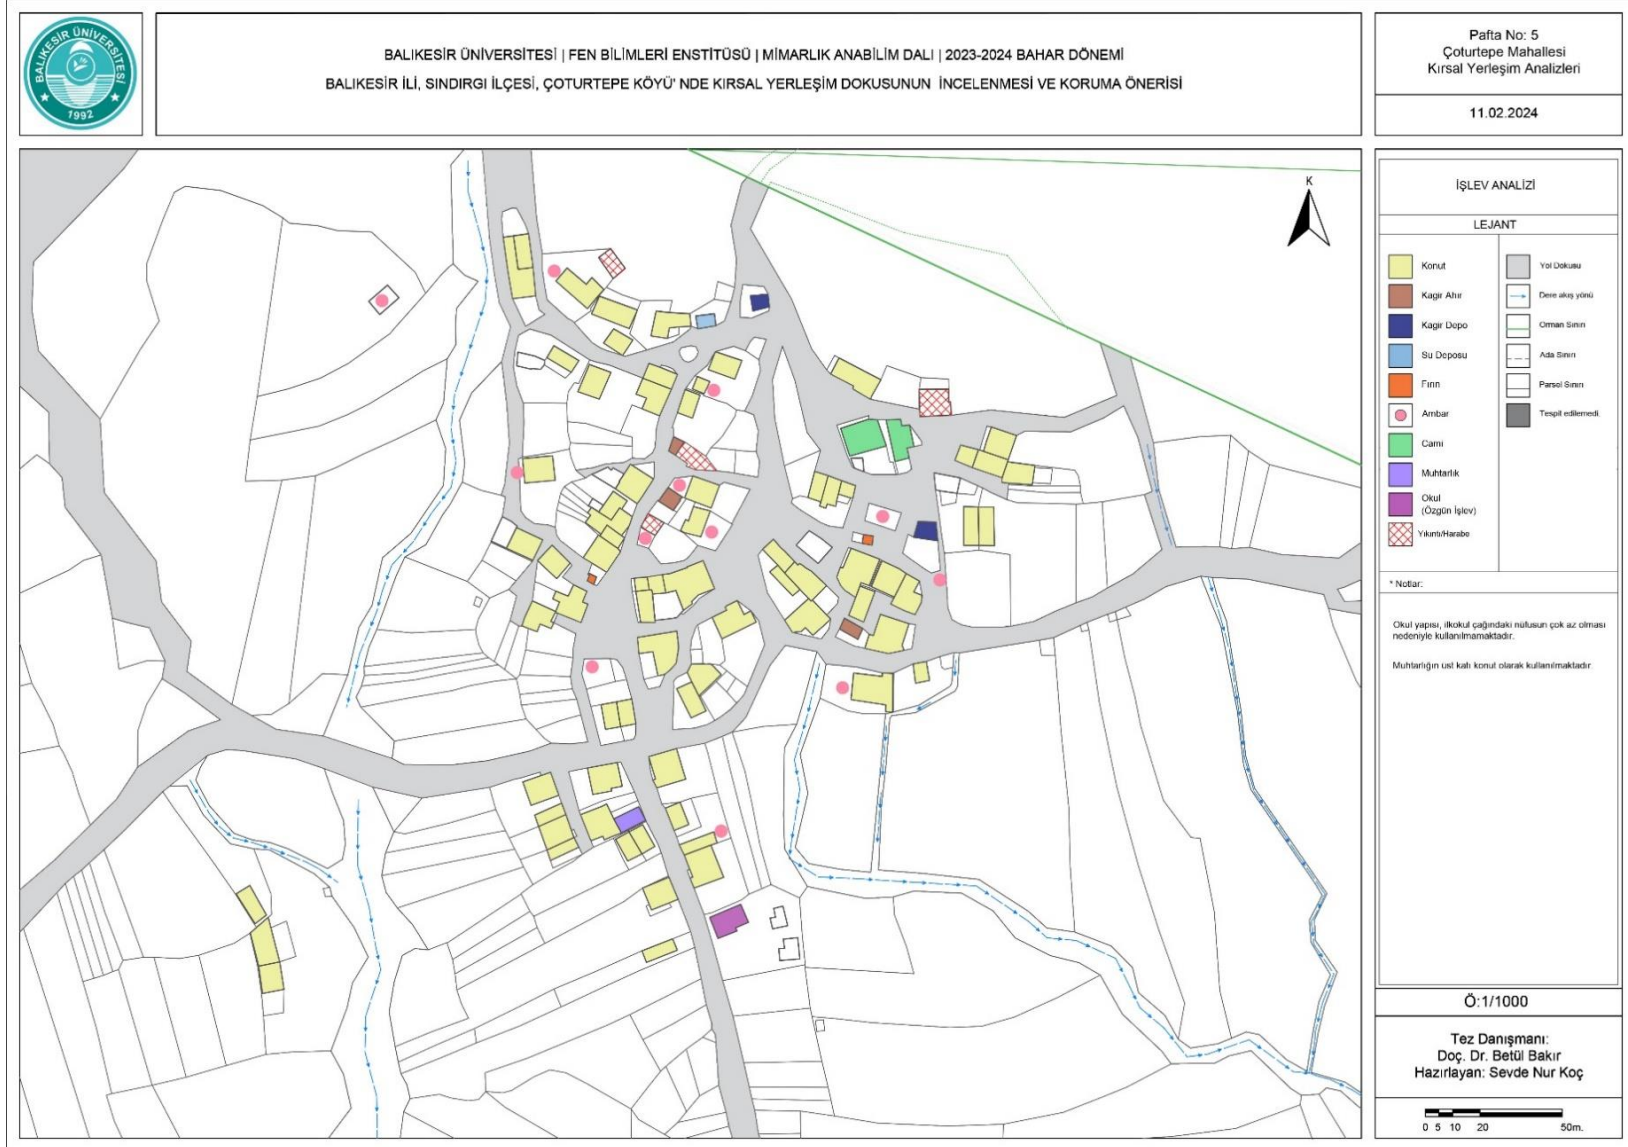 BALIKESİR ÜNİVERSİTESİ
1992
BALIKESİR ÜNİVERSİTESİ | FEN BİLİMLERİ ENSTİTÜSÜ | MİMARLIK ANABİLİM DALI | 2023-2024 BAHAR DÖNEMİ
BALIKESİR İLİ, SINDIRGI İLÇESİ, ÇOTURTEPE KÖYÜ' NDE KIRSAL YERLEŞİM DOKUSUNUN İNCELENMESİ VE KORUMA ÖNERİSİ
Pafta No: 5
Çoturtepe Mahallesi
Kırsal Yerleşim Analizleri
11.02.2024
K
İŞLEV ANALİZİ
LEJANT
Konut
Kagir Ahır
Kagir Depo
Su Deposu
Fırın
Ambar
Cami
Muhtarlık
Okul
(Özgün İşlev)
Yıkıntı/Harabe
Yol Dokusu
Dere akış yönü
Orman Sınırı
Ada Sınırı
Parsel Sınırı
Tespit edilemedi.
* Notlar:
Okul yapısı, ilkokul çağındaki nüfusun çok az olması
nedeniyle kullanılmamaktadır.
Muhtarlığın üst katı konut olarak kullanılmaktadır.
Ö:1/1000
Tez Danışmanı:
Doç. Dr. Betül Bakır
Hazırlayan: Sevde Nur Koç
0 5 10 20 50m.